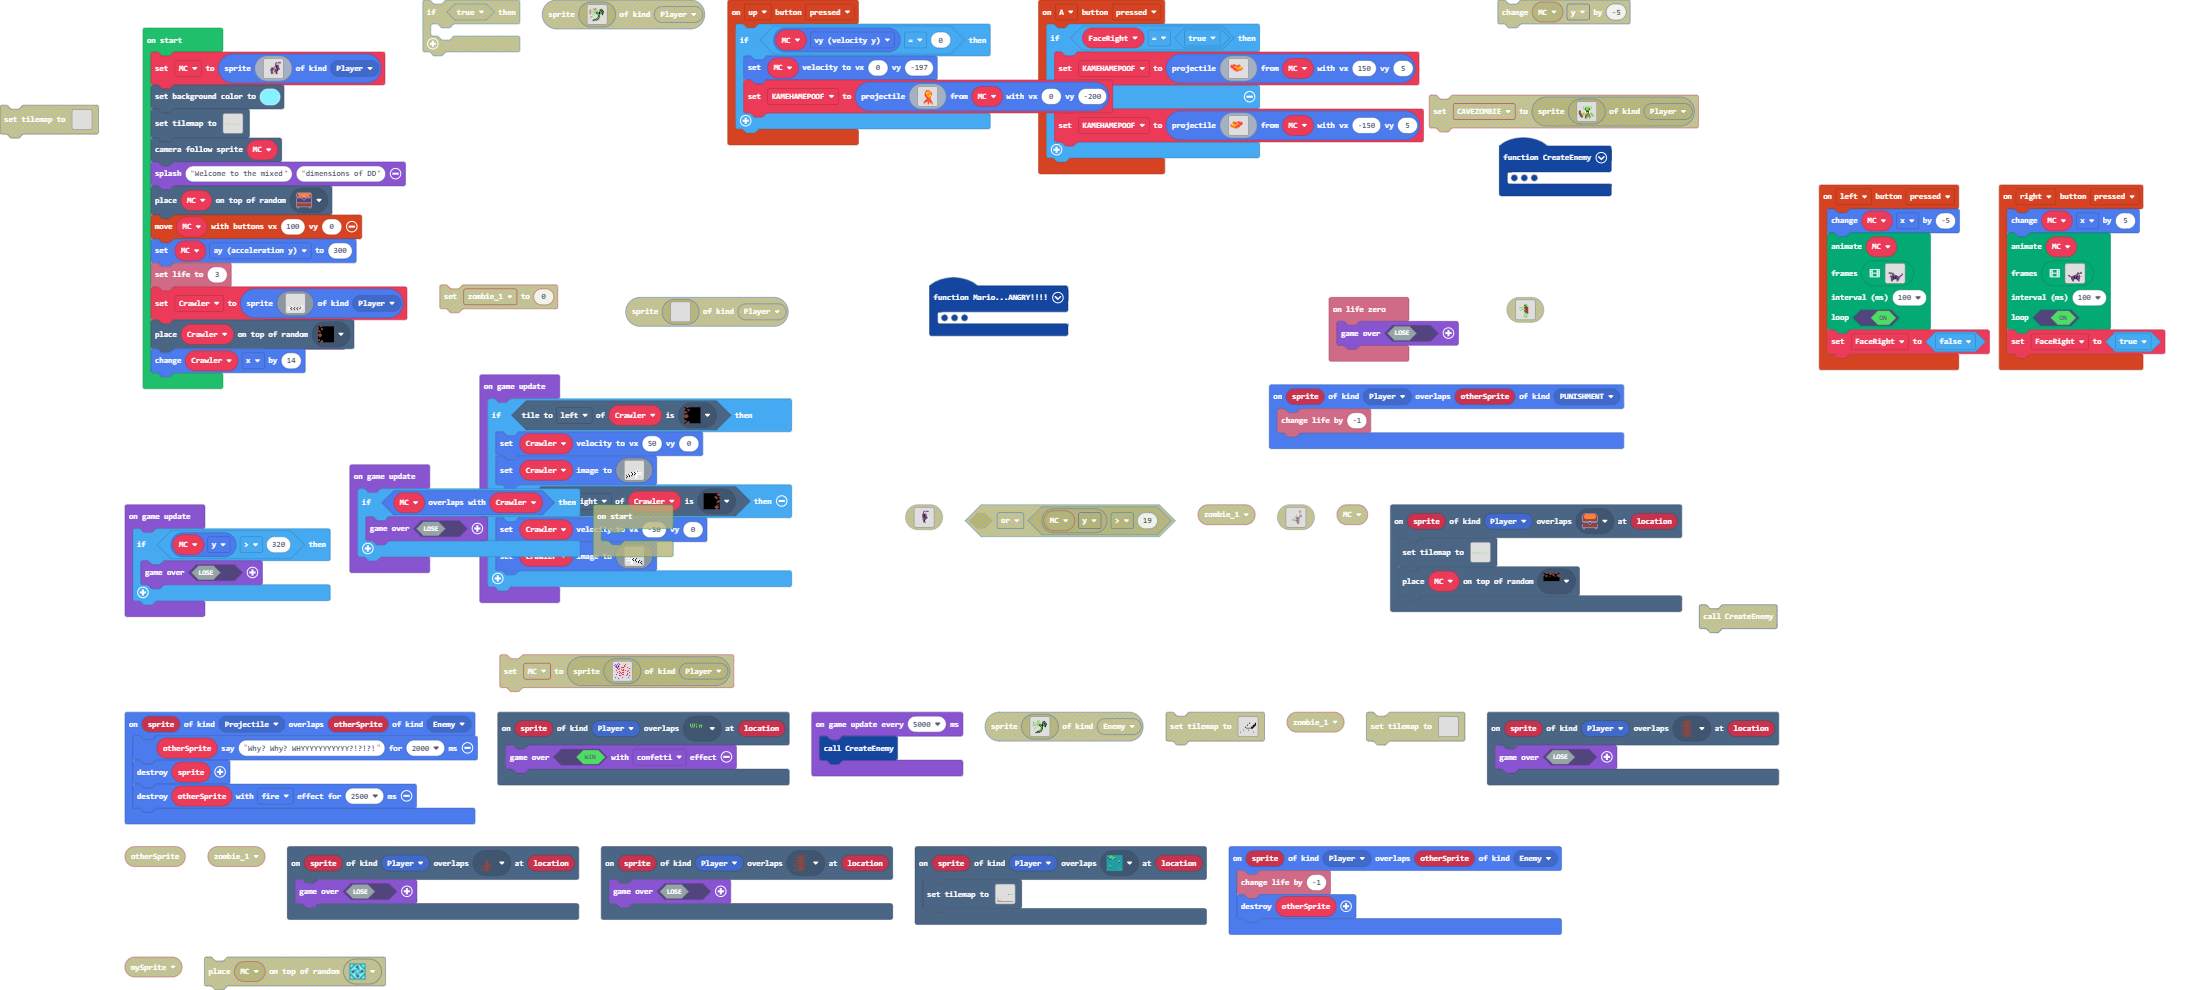 if true then
sprite of kind Player
on up button pressed
if MC vy (velocity y) = 0 then
set MC velocity to vx 0 vy -197
set KAMEHAMEPOOF to projectile from MC with vx 0 vy -200
on A button pressed
if FaceRight = true then
set KAMEHAMEPOOF to projectile from MC with vx 150 vy 5
set KAMEHAMEPOOF to projectile from MC with vx -150 vy 5
change MC y by -5
on start
set MC to sprite of kind Player
set background color to
set tilemap to
camera follow sprite MC
splash "Welcome to the mixed" "dimensions of DD"
place MC on top of random
move MC with buttons vx 100 vy 0
set MC ay (acceleration y) to 300
set life to 3
set Crawler to sprite of kind Player
place Crawler on top of random
change Crawler x by 14
set tilemap to
set CAVEZOMBIE to sprite of kind Player
function CreateEnemy
on left button pressed
change MC x by -5
animate MC
frames
interval (ms) 100
loop ON
set FaceRight to false
on right button pressed
change MC x by 5
animate MC
frames
interval (ms) 100
loop ON
set FaceRight to true
set zombie_1 to 0
sprite of kind Player
function Mario...ANGRY!!!!
on life zero
game over LOSE
on game update
if tile to left of Crawler is then
set Crawler velocity to vx 50 vy 0
set Crawler image to
ight of Crawler is then
set Crawler veloc to vx -50 vy 0
set Crawler image to
on start
on game update
if MC overlaps with Crawler then
game over LOSE
on game update
if MC y > 320 then
game over LOSE
on sprite of kind Player overlaps otherSprite of kind PUNISHMENT
change life by -1
or MC y > 19
zombie_1
MC
on sprite of kind Player overlaps at location
set tilemap to
place MC on top of random
call CreateEnemy
set MC to sprite of kind Player
on sprite of kind Projectile overlaps otherSprite of kind Enemy
otherSprite say "Why? Why? WHYYYYYYYYYYY?!?!?!" for 2000 ms
destroy sprite
destroy otherSprite with fire effect for 2500 ms
on sprite of kind Player overlaps Win at location
game over WIN with confetti effect
on game update every 5000 ms
call CreateEnemy
sprite of kind Enemy
set tilemap to
zombie_1
set tilemap to
on sprite of kind Player overlaps at location
game over LOSE
otherSprite
zombie_1
on sprite of kind Player overlaps at location
game over LOSE
on sprite of kind Player overlaps at location
game over LOSE
on sprite of kind Player overlaps at location
set tilemap to
on sprite of kind Player overlaps otherSprite of kind Enemy
change life by -1
destroy otherSprite
mySprite
place MC on top of random